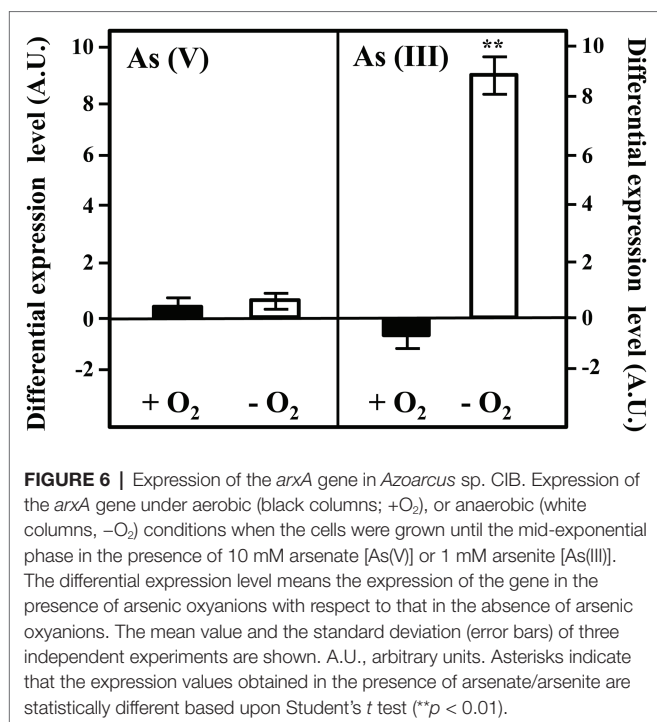 Differential expression level (A.U.)
10
8
6
4
2
0
-2
As (V)
As (III)
**
+ O₂
- O₂
+ O₂
- O₂
10
8
6
4
2
0
-2
Differential expression level (A.U.)
FIGURE 6 | Expression of the arxA gene in Azoarcus sp. CIB. Expression of
the arxA gene under aerobic (black columns; +O₂), or anaerobic (white
columns, −O₂) conditions when the cells were grown until the mid-exponential
phase in the presence of 10 mM arsenate [As(V)] or 1 mM arsenite [As(III)].
The differential expression level means the expression of the gene in the
presence of arsenic oxyanions with respect to that in the absence of arsenic
oxyanions. The mean value and the standard deviation (error bars) of three
independent experiments are shown. A.U., arbitrary units. Asterisks indicate
that the expression values obtained in the presence of arsenate/arsenite are
statistically different based upon Student’s t test (**p < 0.01).